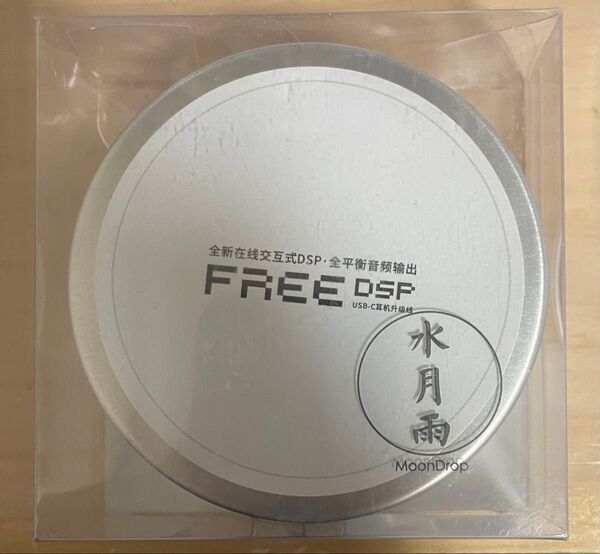 全新在线交互式DSP·全平衡音频输出
FREE DSP
USB-C耳机升级线
水
月
雨
MoonDrop